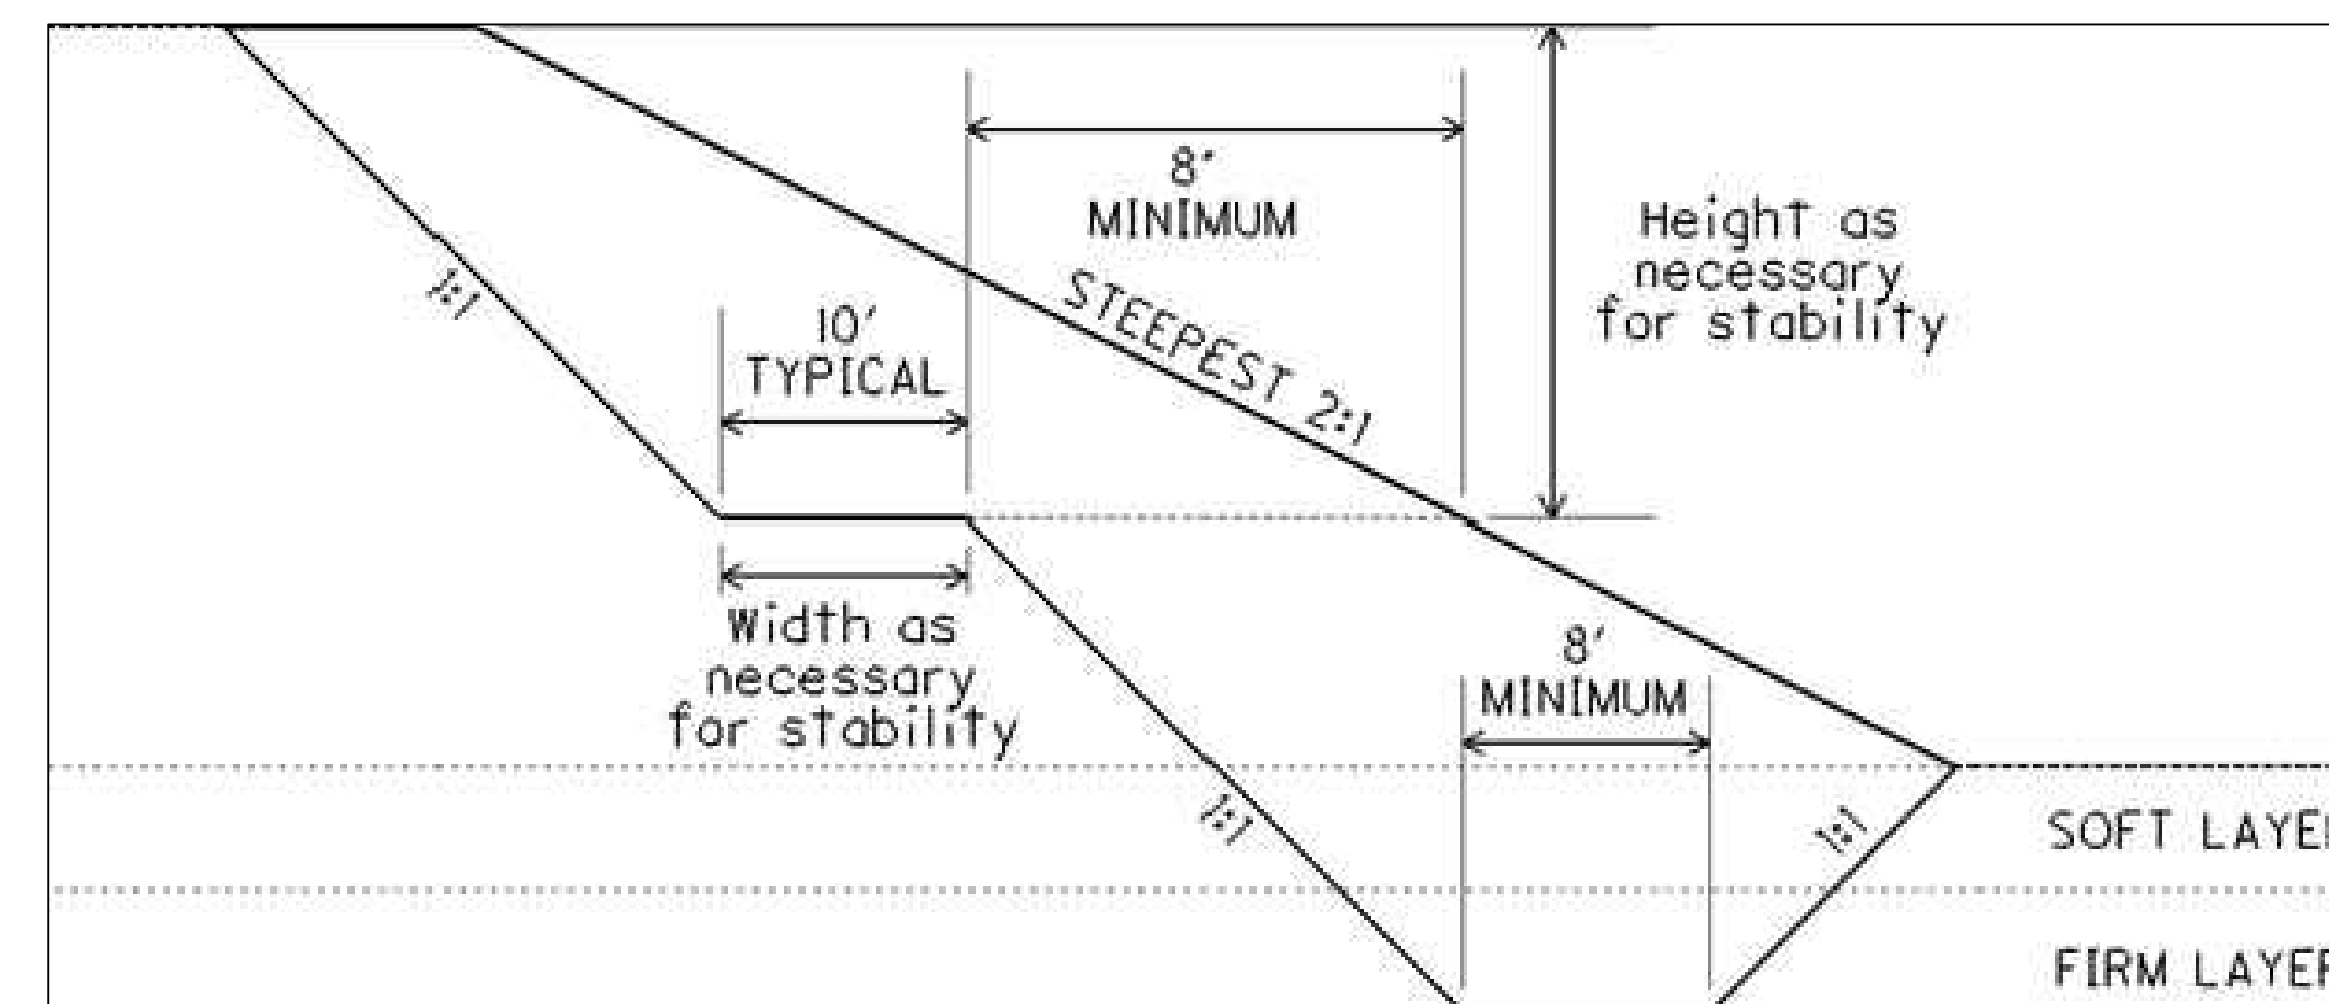 8'
MINIMUM
Height as
necessary
for stability
1:1
STEEPEST 2:1
10'
TYPICAL
Width as
necessary
for stability
8'
MINIMUM
1:1
1:1
SOFT LAYE
FIRM LAYER